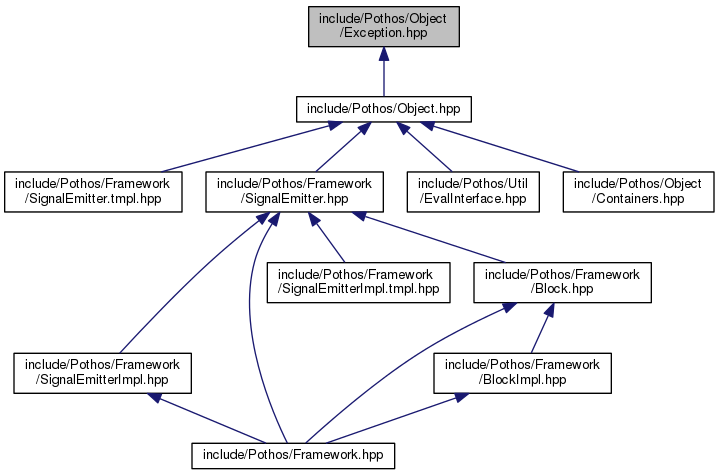 include/Pothos/Object
/Exception.hpp
include/Pothos/Object.hpp
include/Pothos/Framework
/SignalEmitter.tmpl.hpp
include/Pothos/Framework
/SignalEmitter.hpp
include/Pothos/Util
/EvalInterface.hpp
include/Pothos/Object
/Containers.hpp
include/Pothos/Framework
/SignalEmitterImpl.tmpl.hpp
include/Pothos/Framework
/Block.hpp
include/Pothos/Framework
/SignalEmitterImpl.hpp
include/Pothos/Framework
/BlockImpl.hpp
include/Pothos/Framework.hpp